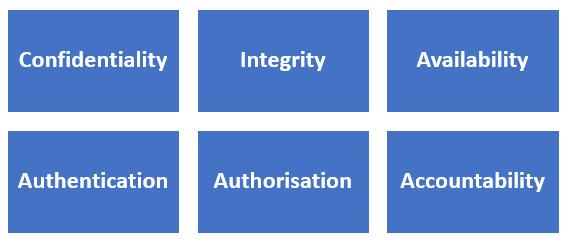 Confidentiality
Integrity
Availability
Authentication
Authorisation
Accountability